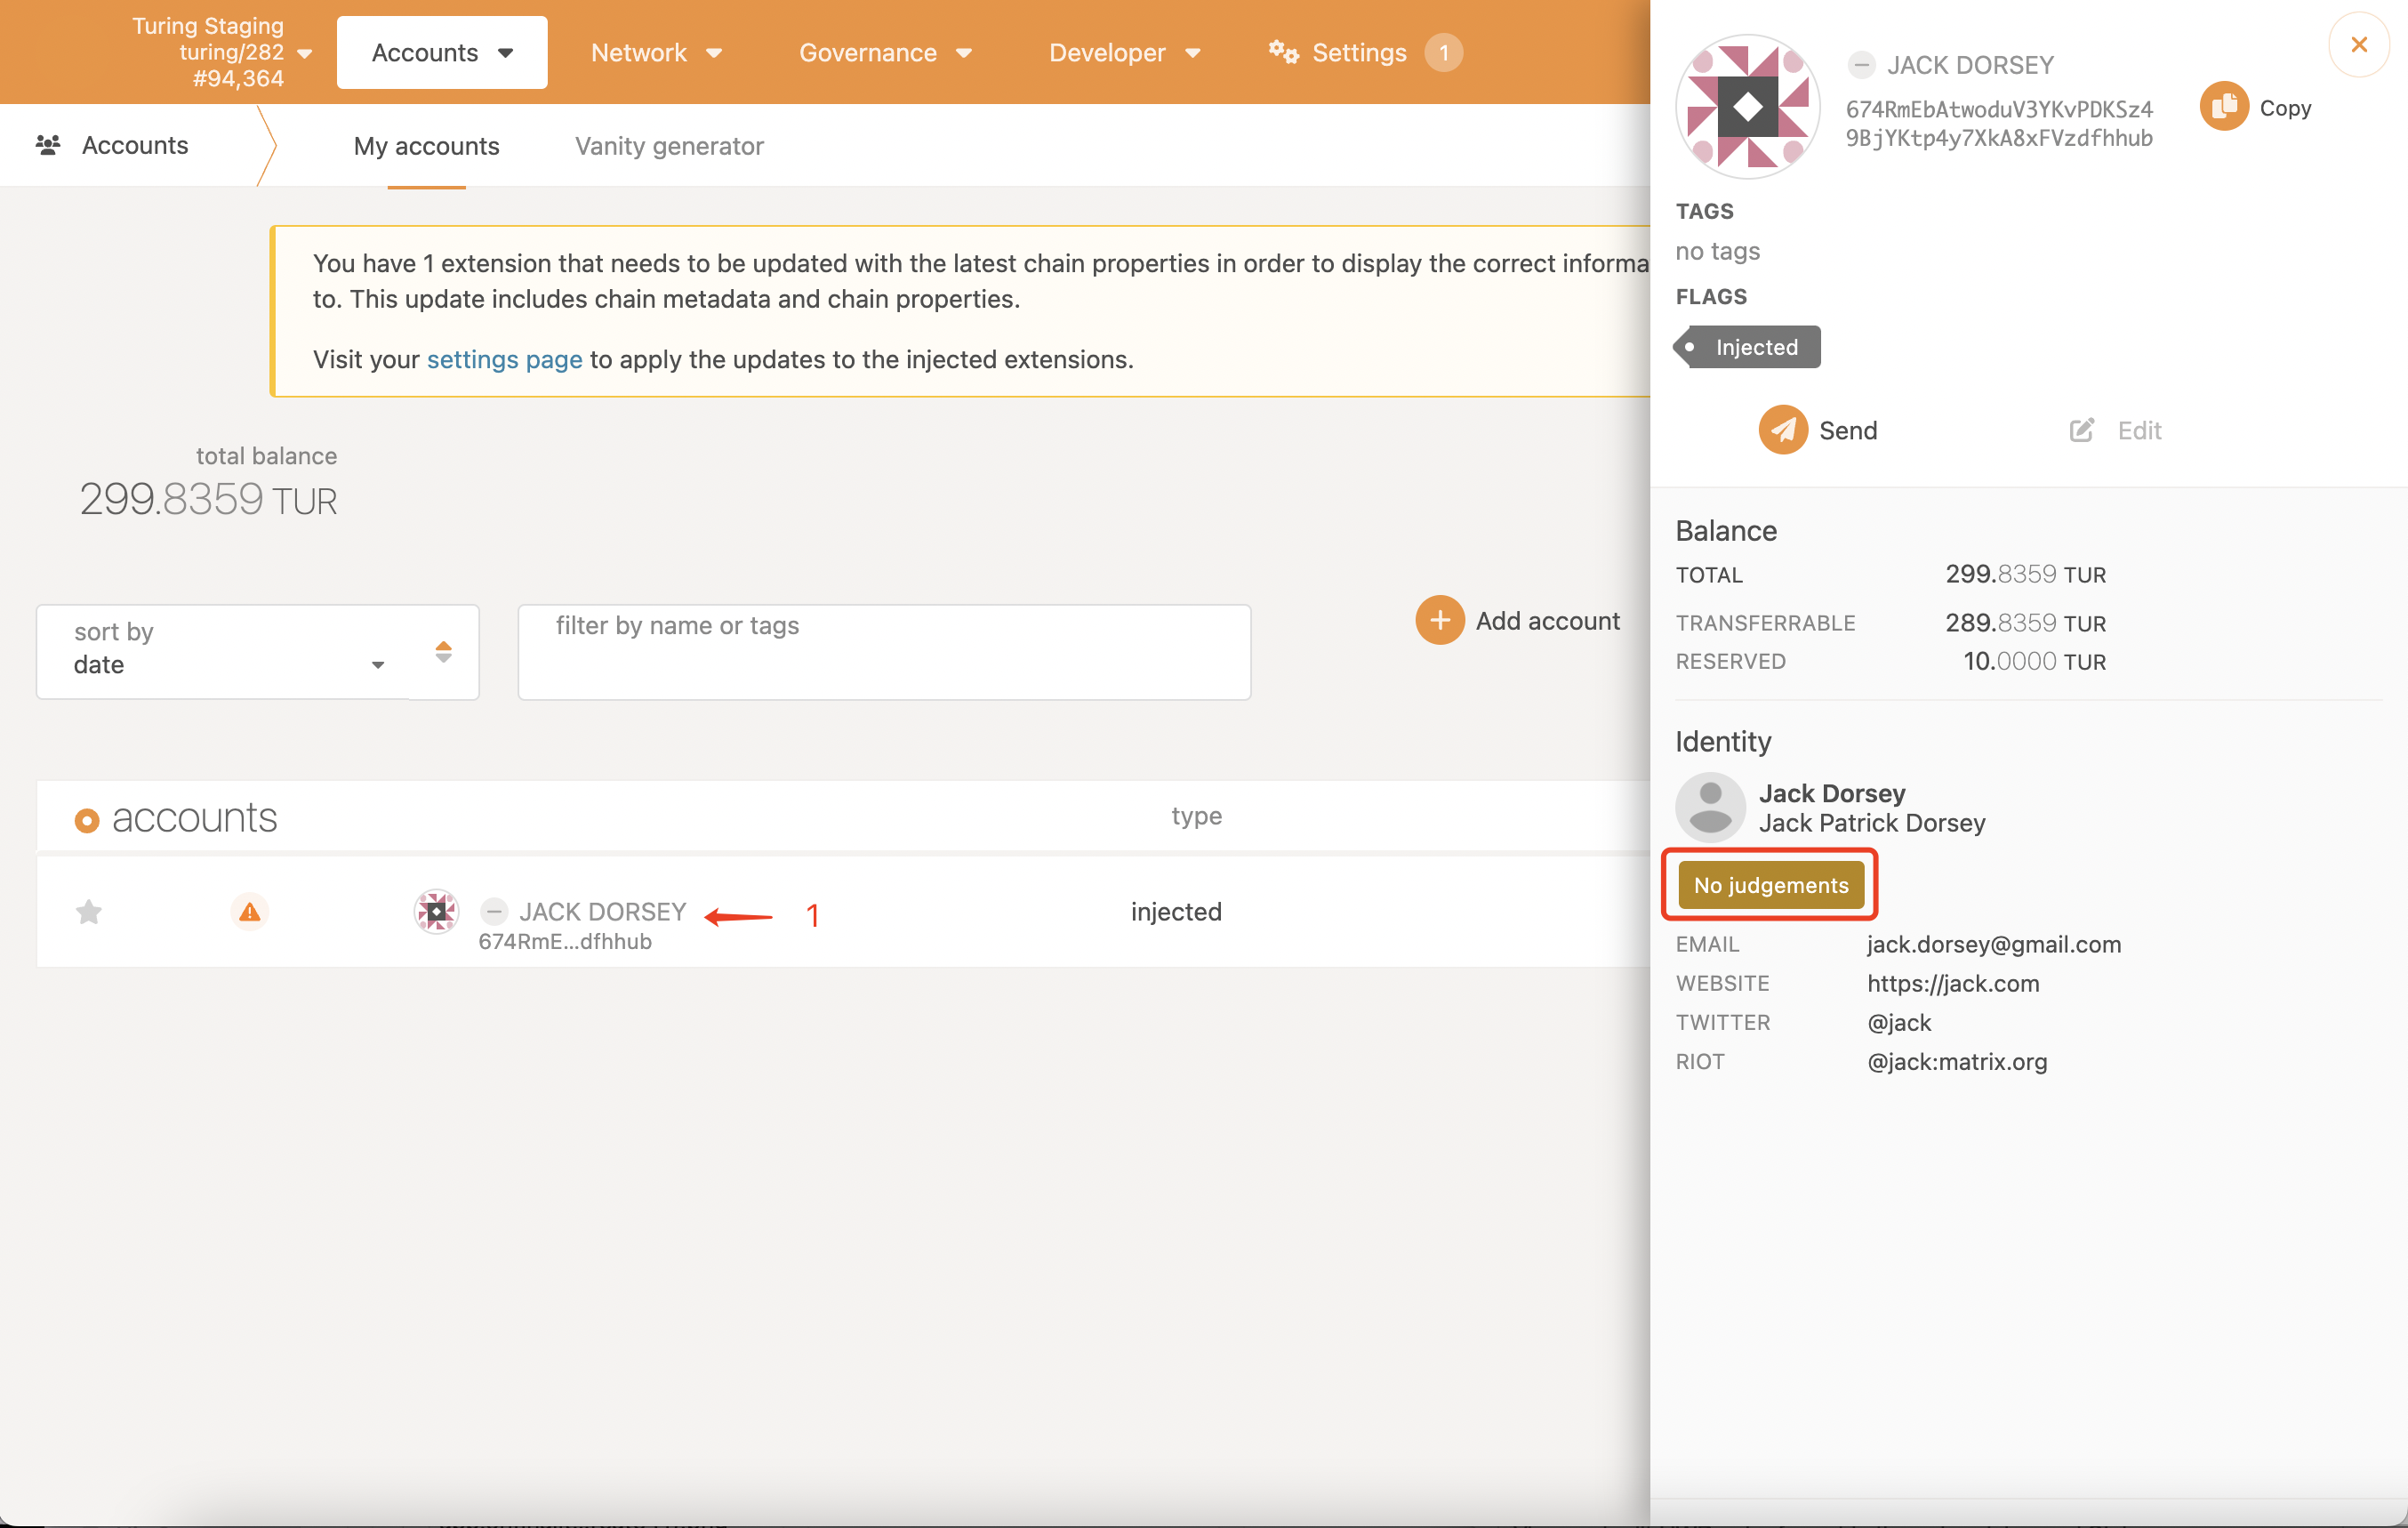 Turing Staging
turing/282
#94,364
Accounts
Network
Governance
Developer
Settings
1
Accounts
My accounts
Vanity generator
You have 1 extension that needs to be updated with the latest chain properties in order to display the correct informa
to. This update includes chain metadata and chain properties.
Visit your settings page to apply the updates to the injected extensions.
total balance
299.8359 TUR
sort by
date
filter by name or tags
Add account
accounts
type
JACK DORSEY
1
674RmE...dfhhub
injected
JACK DORSEY
674RmEbAtwoduV3YKvPDKSz4
9BjYKtp4y7XkA8xFVzdfhhub
Copy
TAGS
no tags
FLAGS
Injected
Send
Edit
Balance
TOTAL 299.8359 TUR
TRANSFERRABLE 289.8359 TUR
RESERVED 10.0000 TUR
Identity
Jack Dorsey
Jack Patrick Dorsey
No judgements
EMAIL jack.dorsey@gmail.com
WEBSITE https://jack.com
TWITTER @jack
RIOT @jack:matrix.org